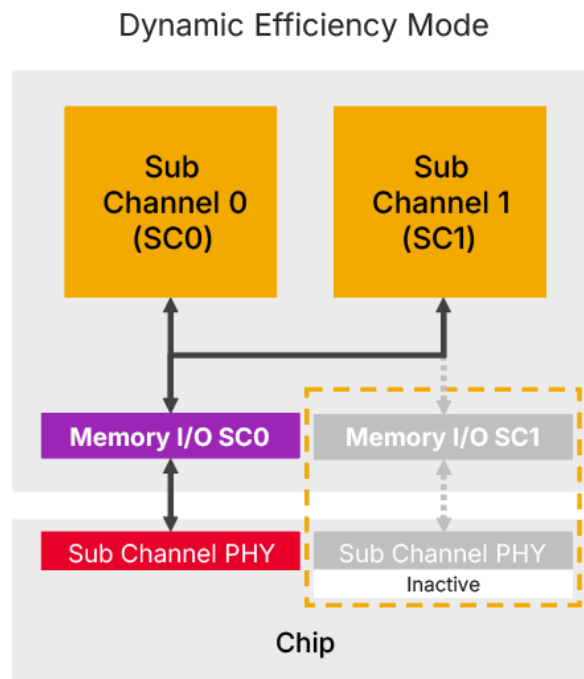 Dynamic Efficiency Mode
Sub
Channel 0
(SC0)
Sub
Channel 1
(SC1)
Memory I/O SC0
Memory I/O SC1
Sub Channel PHY
Sub Channel PHY
Inactive
Chip